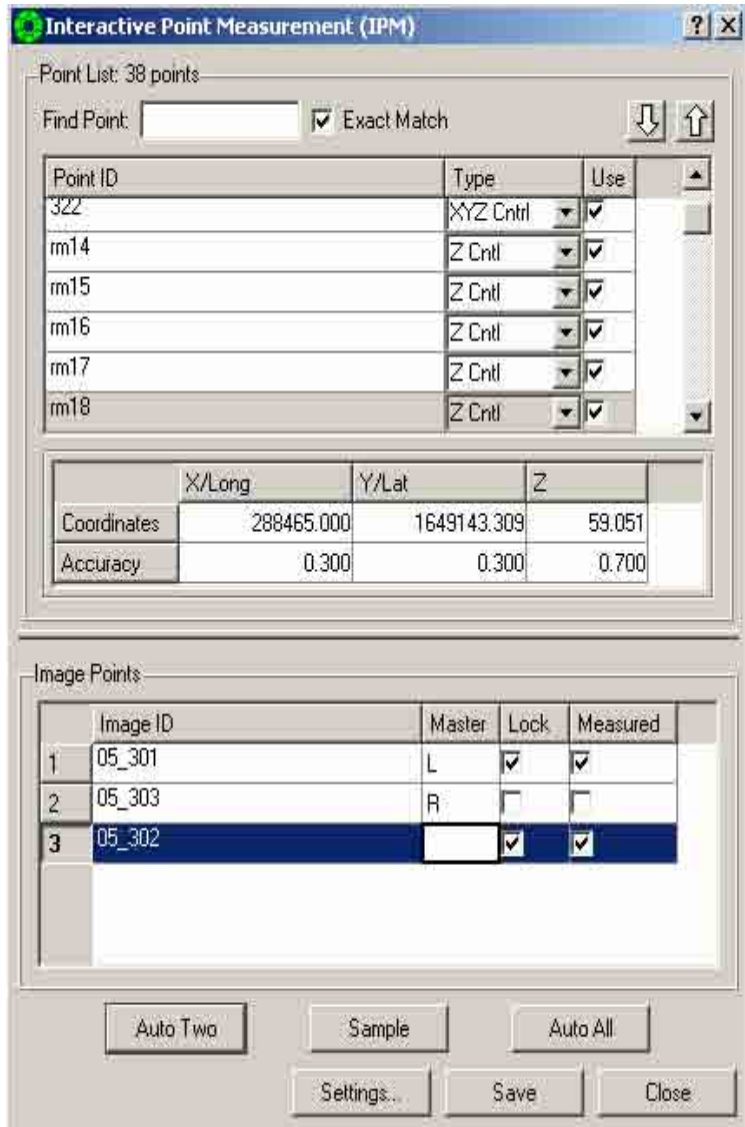 Interactive Point Measurement (IPM)
Point List: 38 points
Find Point: Exact Match
Point ID Type Use
322 XYZ Cntrl
rm14 Z Cntl
rm15 Z Cntl
rm16 Z Cntl
rm17 Z Cntl
rm18 Z Cntl
X/Long Y/Lat Z
Coordinates 288465.000 1649143.309 59.051
Accuracy 0.300 0.300 0.700
Image Points
Image ID Master Lock Measured
1 05_301 L
2 05_303 R
3 05_302
Auto Two Sample Auto All
Settings... Save Close